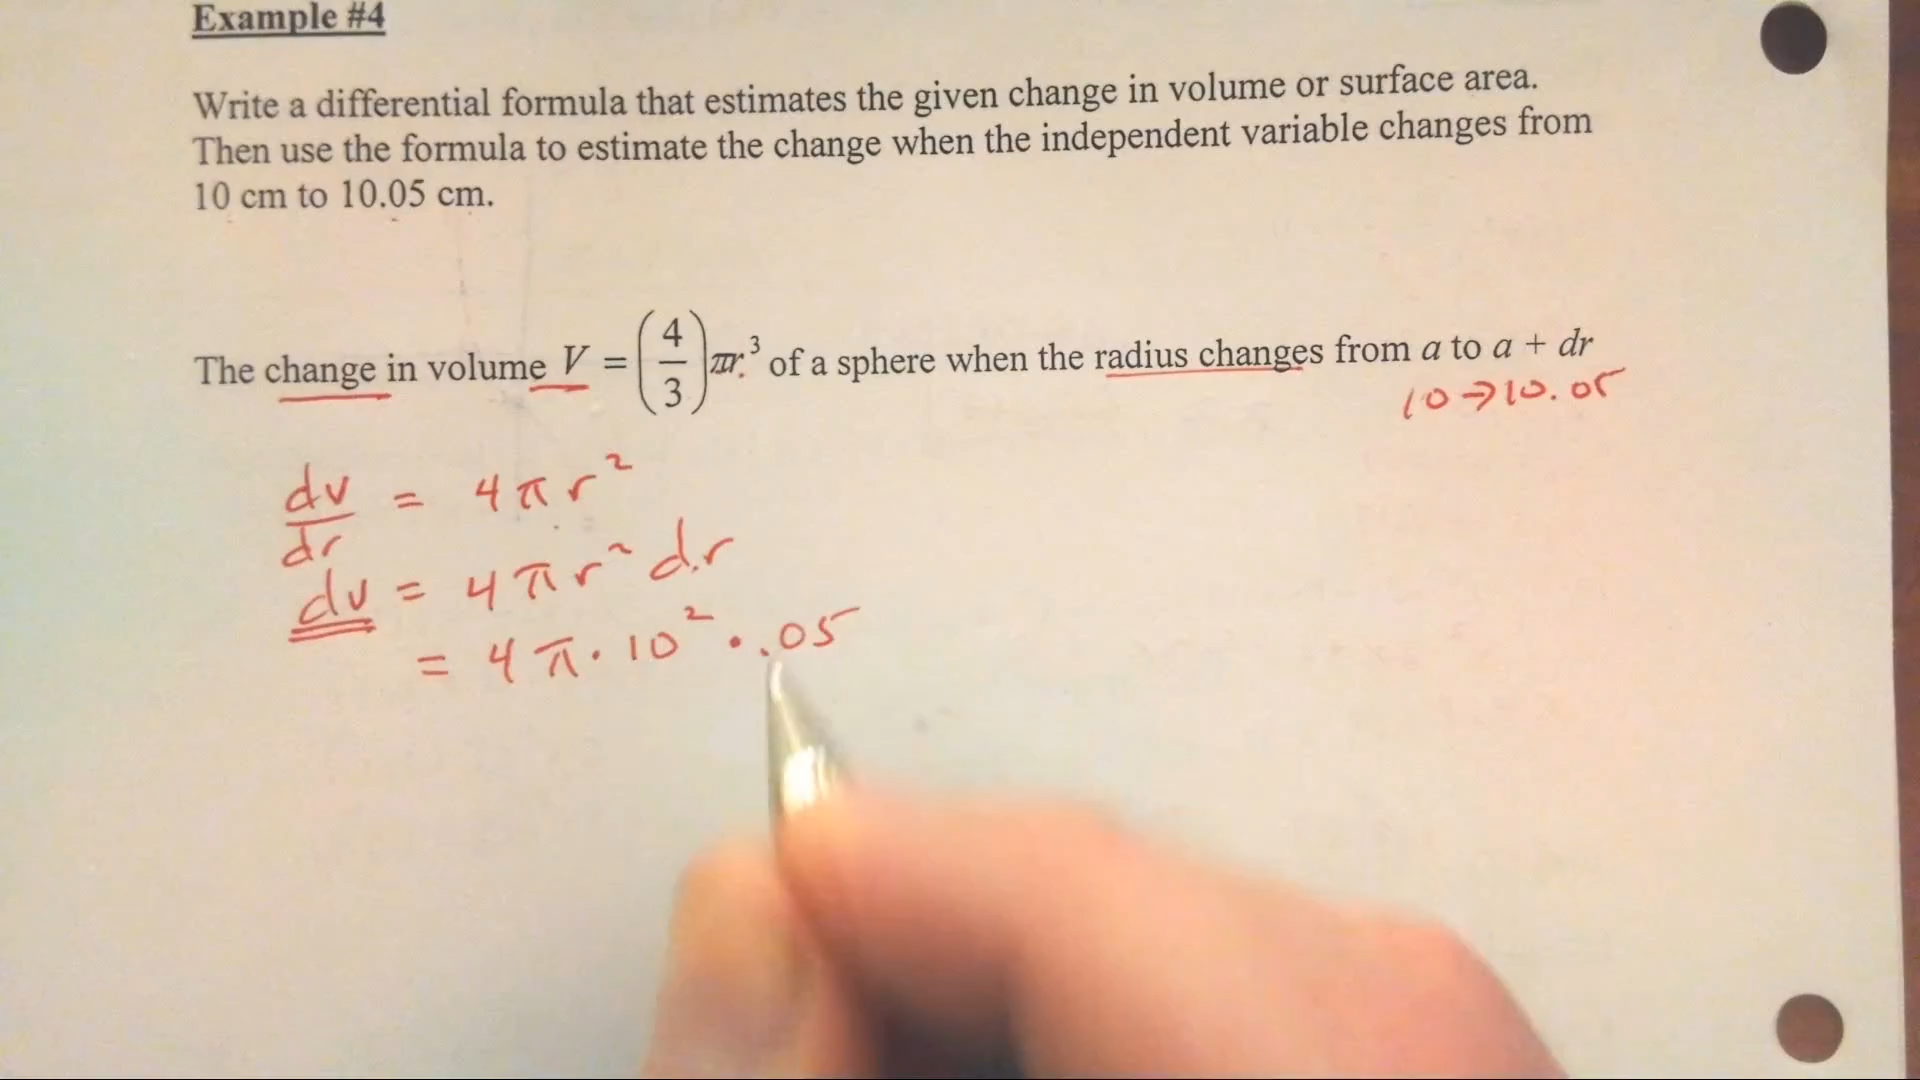 Example #4
Write a differential formula that estimates the given change in volume or surface area.
Then use the formula to estimate the change when the independent variable changes from
10 cm to 10.05 cm.
The change in volume V = (4/3)πr³ of a sphere when the radius changes from a to a + dr
10→10.05
dv/dr = 4πr²
dv = 4πr² dr
= 4π·10²·.05